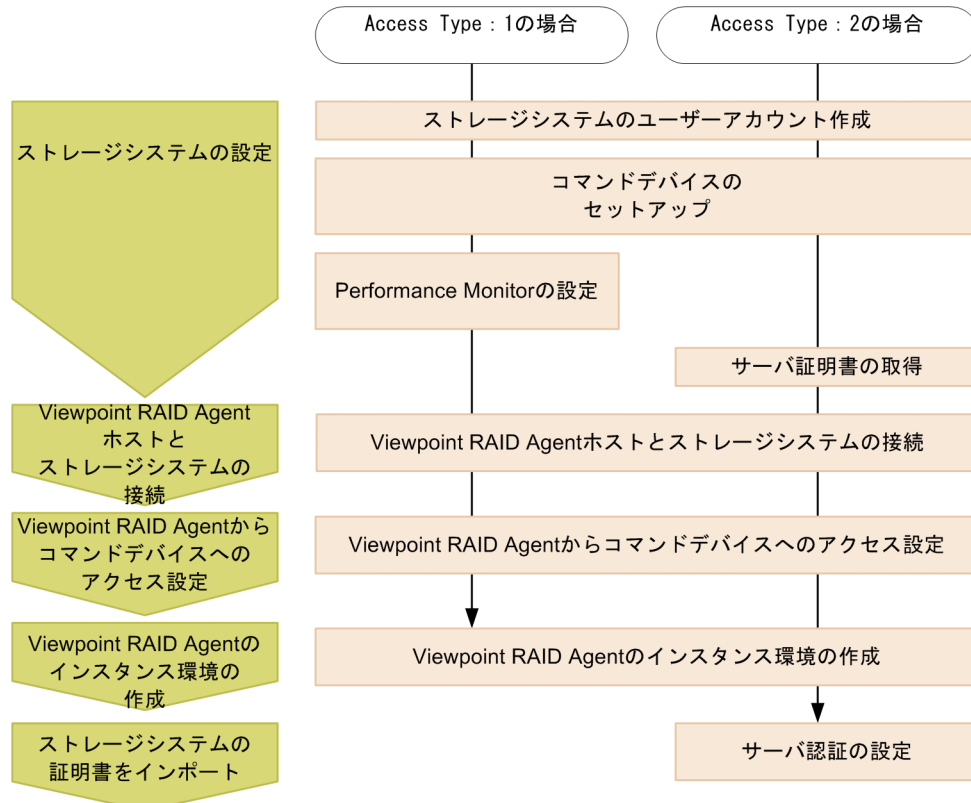 Access Type：1の場合
Access Type：2の場合
ストレージシステムの設定
ストレージシステムのユーザーアカウント作成
コマンドデバイスの
セットアップ
Performance Monitorの設定
サーバ証明書の取得
Viewpoint RAID Agent
ホストと
ストレージシステムの
接続
Viewpoint RAID Agentホストとストレージシステムの接続
Viewpoint RAID Agentから
コマンドデバイスへの
アクセス設定
Viewpoint RAID Agentからコマンドデバイスへのアクセス設定
Viewpoint RAID Agentの
インスタンス環境の
作成
Viewpoint RAID Agentのインスタンス環境の作成
ストレージシステムの
証明書をインポート
サーバ認証の設定